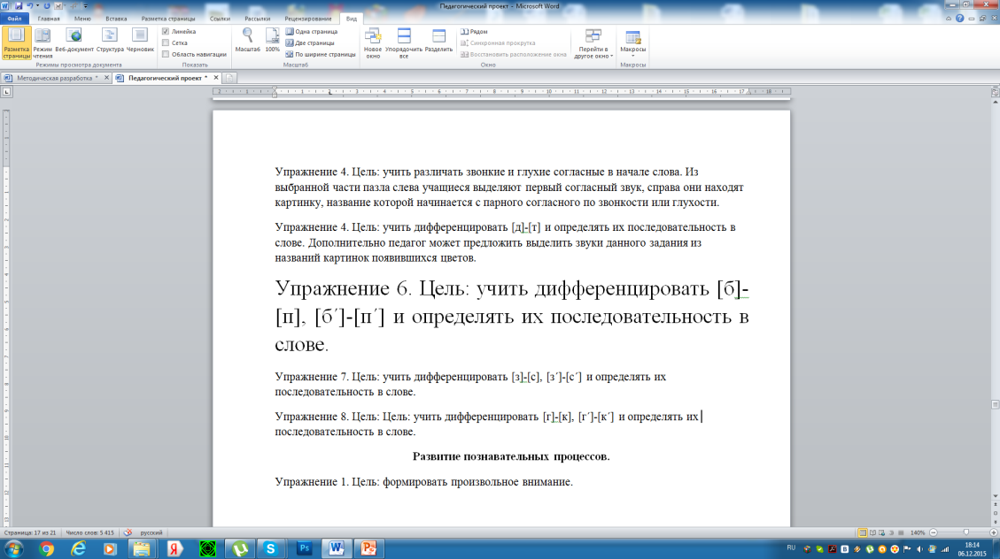 Педагогический проект - Microsoft Word
Файл Главная Меню Вставка Разметка страницы Ссылки Рассылки Рецензирование Вид
Разметка страницы Режим чтения Веб-документ Структура Черновик
Режимы просмотра документа
Линейка
Сетка
Область навигации
Показать
Масштаб 100%
Одна страница
Две страницы
По ширине страницы
Масштаб
Новое окно Упорядочить все Разделить
Рядом
Синхронная прокрутка
Восстановить расположение окна
Перейти в другое окно
Окно
Макросы
Макросы
Методическая разработка * Педагогический проект *
Упражнение 4. Цель: учить различать звонкие и глухие согласные в начале слова. Из
выбранной части пазла слева учащиеся выделяют первый согласный звук, справа они находят
картинку, название которой начинается с парного согласного по звонкости или глухости.
Упражнение 4. Цель: учить дифференцировать [д]-[т] и определять их последовательность в
слове. Дополнительно педагог может предложить выделить звуки данного задания из
названий картинок появившихся цветов.
Упражнение 6. Цель: учить дифференцировать [б]-
[п], [б´]-[п´] и определять их последовательность в
слове.
Упражнение 7. Цель: учить дифференцировать [з]-[с], [з´]-[с´] и определять их
последовательность в слове.
Упражнение 8. Цель: Цель: учить дифференцировать [г]-[к], [г´]-[к´] и определять их
последовательность в слове.
Развитие познавательных процессов.
Упражнение 1. Цель: формировать произвольное внимание.
Страница: 17 из 21 Число слов: 5 415 русский 140%
RU 18:14
06.12.2015